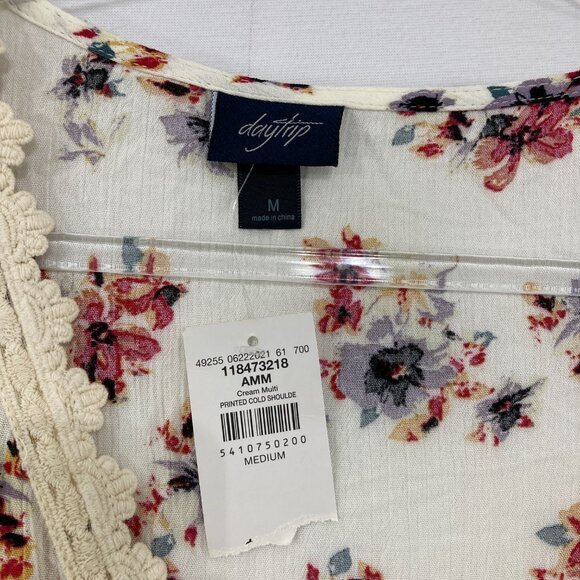 daytrip
M
made in china
49255 06222021 61 700
118473218
AMM
Cream Multi
PRINTED COLD SHOULDE
5410750200
MEDIUM